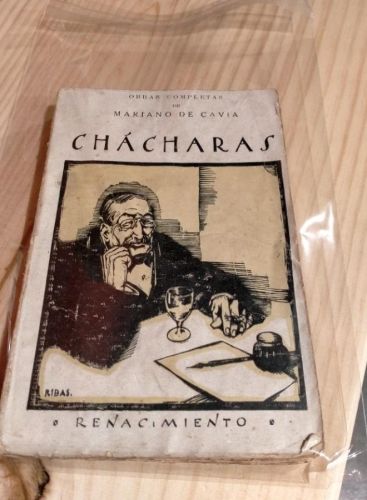 OBRAS COMPLETAS
DE
MARIANO DE CAVIA
CHÁCHARAS
RIBAS.
RENACIMIENTO